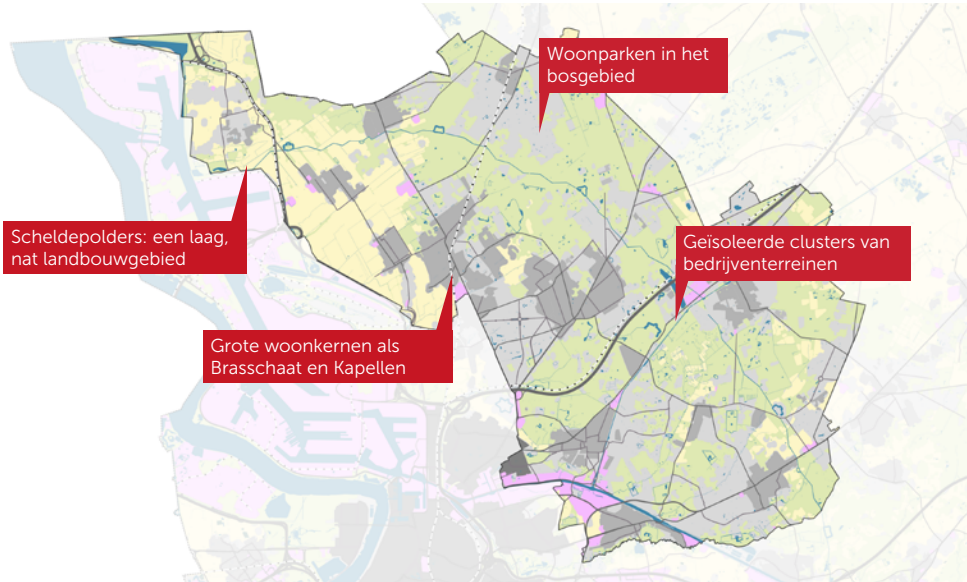 Woonparken in het
bosgebied
Scheldepolders: een laag,
nat landbouwgebied
Geïsoleerde clusters van
bedrijventerreinen
Grote woonkernen als
Brasschaat en Kapellen